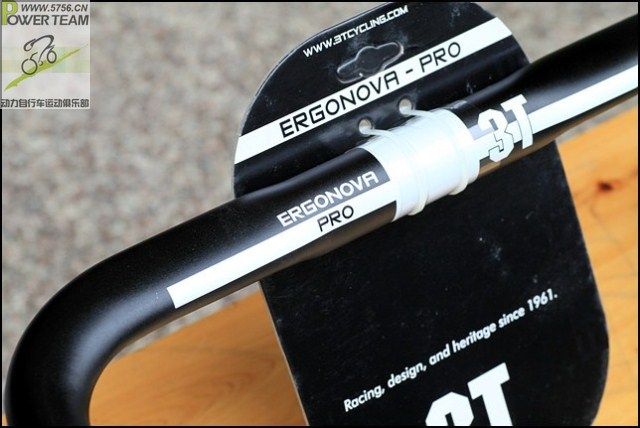 WWW.5756.CN
POWER TEAM
动力自行车运动俱乐部
WWW.3TCYCLING.COM
ERGONOVA - PRO
3T
ERGONOVA
PRO
Racing, design, and heritage since 1961.
3T